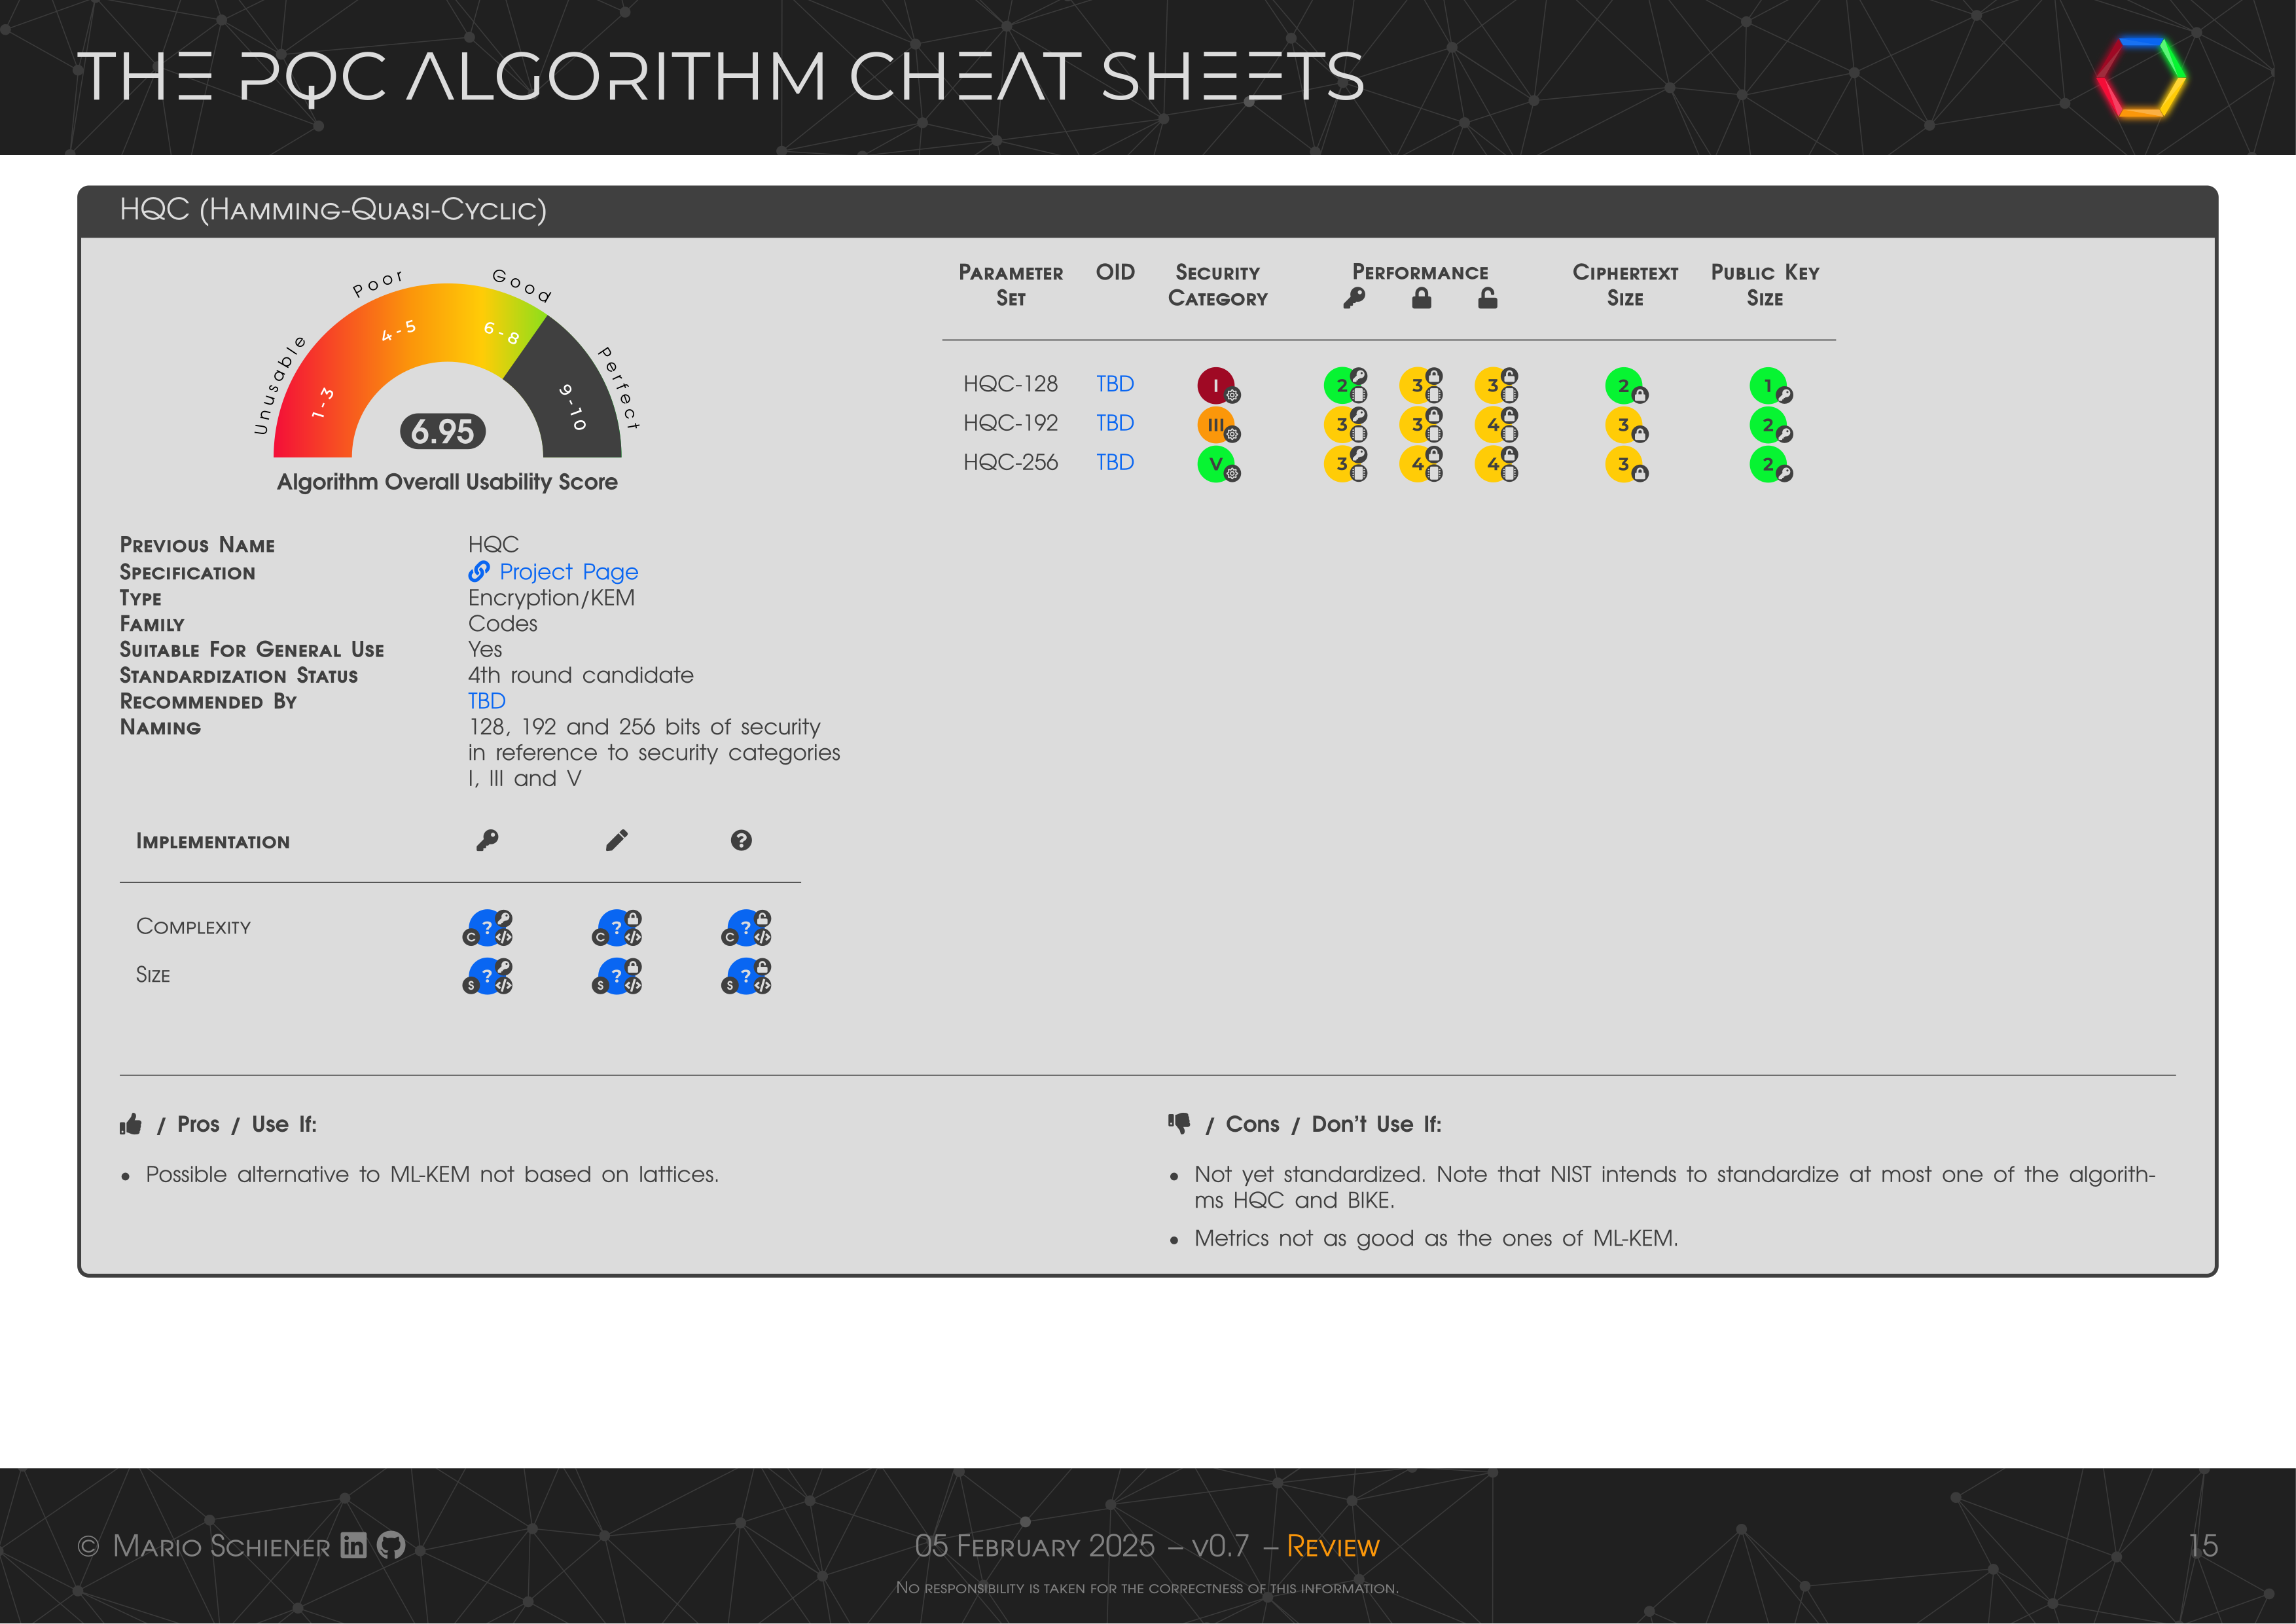 THE PQC ALGORITHM CHEAT SHEETS
HQC (Hamming-Quasi-Cyclic)
Unusable
Poor
Good
Perfect
1-3
4-5
6-8
9-10
6.95
Algorithm Overall Usability Score
Previous Name HQC
Specification Project Page
Type Encryption/KEM
Family Codes
Suitable For General Use Yes
Standardization Status 4th round candidate
Recommended By TBD
Naming 128, 192 and 256 bits of security
in reference to security categories
I, III and V
Implementation ?
Complexity ? C ? C ? C
Size ? S ? S ? S
Parameter OID Security Performance Ciphertext Public Key
Set Category Size Size
HQC-128 TBD I 2 3 3 2 1
HQC-192 TBD III 3 3 4 3 2
HQC-256 TBD V 3 4 4 3 2
/ Pros / Use If:
• Possible alternative to ML-KEM not based on lattices.
/ Cons / Don't Use If:
• Not yet standardized. Note that NIST intends to standardize at most one of the algorith-
ms HQC and BIKE.
• Metrics not as good as the ones of ML-KEM.
© Mario Schiener in
05 February 2025 – v0.7 – Review
15
No responsibility is taken for the correctness of this information.